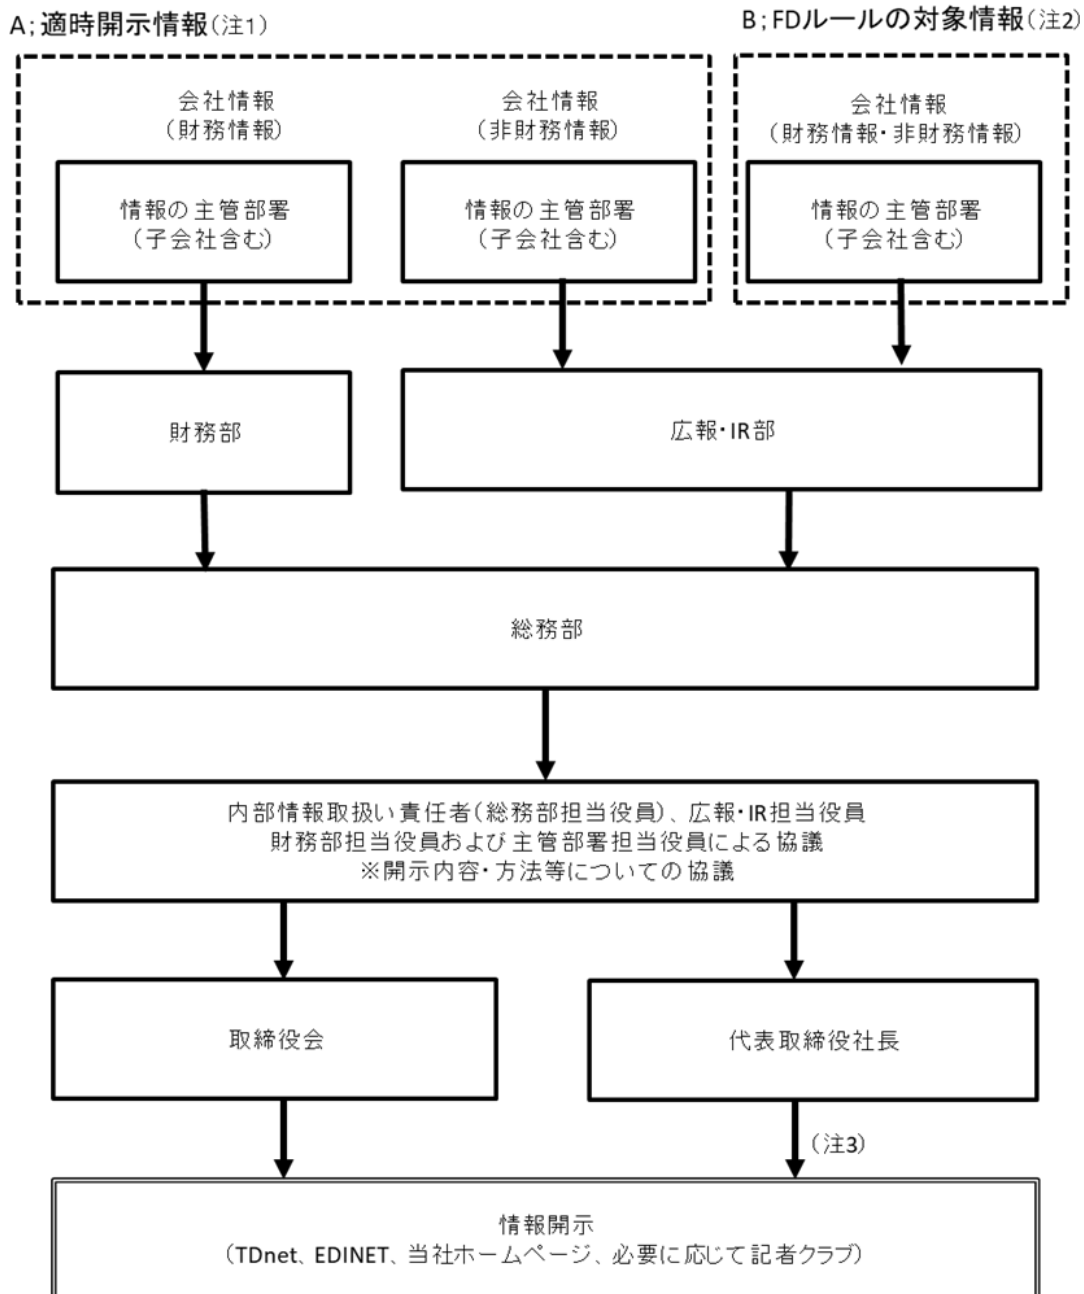 A;適時開示情報(注1)
B;FDルールの対象情報(注2)
会社情報
(財務情報)
会社情報
(非財務情報)
会社情報
(財務情報・非財務情報)
情報の主管部署
(子会社含む)
情報の主管部署
(子会社含む)
情報の主管部署
(子会社含む)
財務部
広報・IR部
総務部
内部情報取扱い責任者(総務部担当役員)、広報・IR担当役員
財務部担当役員および主管部署担当役員による協議
※開示内容・方法等についての協議
取締役会
代表取締役社長
(注3)
情報開示
(TDnet、EDINET、当社ホームページ、必要に応じて記者クラブ)